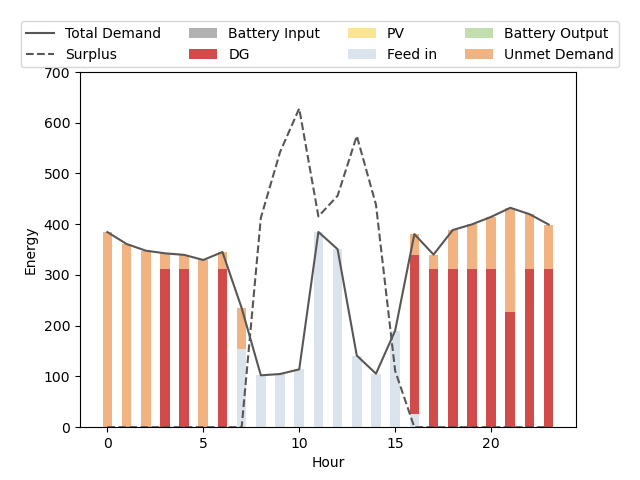 Total Demand Battery Input PV Battery Output
Surplus DG Feed in Unmet Demand
700
600
500
400
300
200
100
0
Energy
0 5 10 15 20
Hour